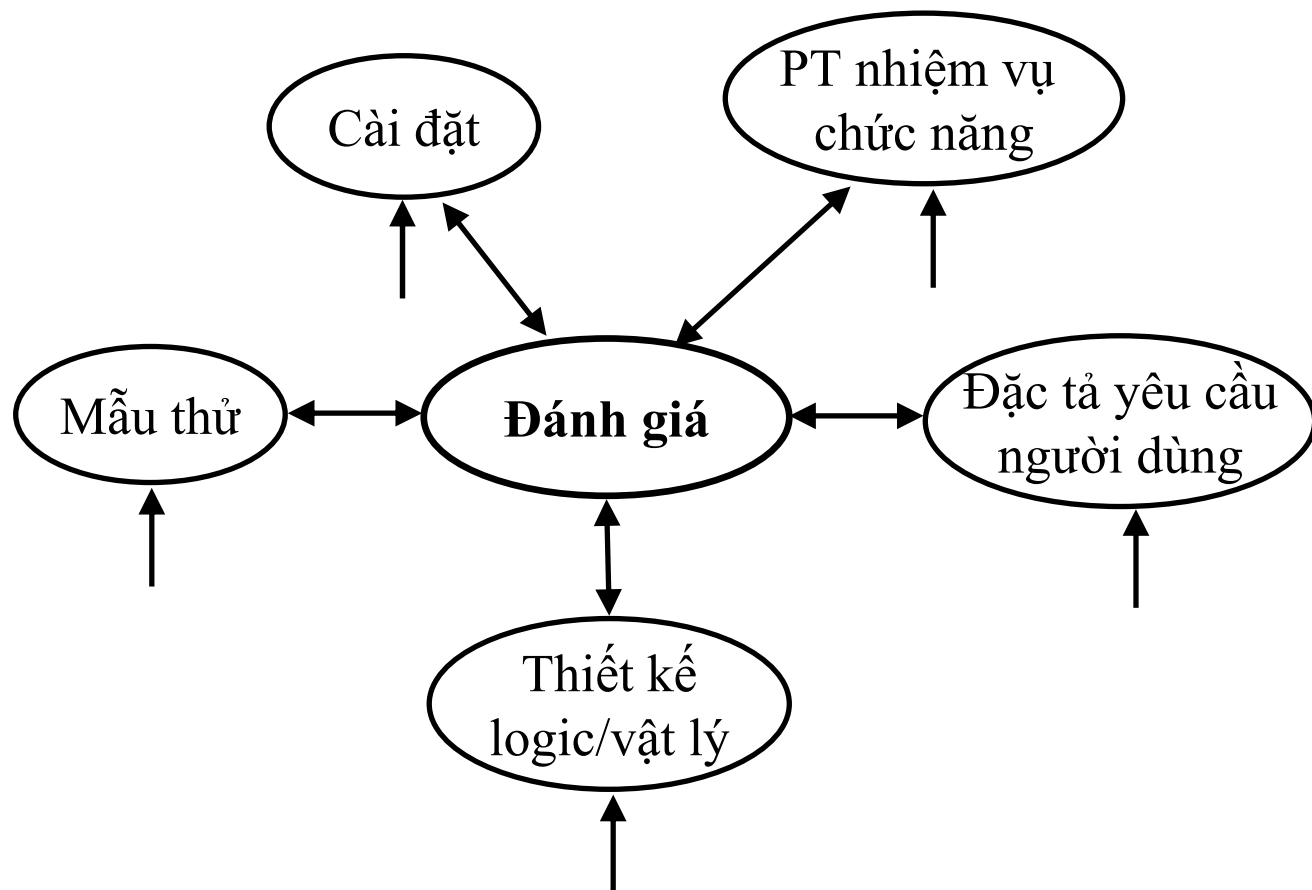 Cài đặt
PT nhiệm vụ
chức năng
Mẫu thử
Đánh giá
Đặc tả yêu cầu
người dùng
Thiết kế
logic/vật lý